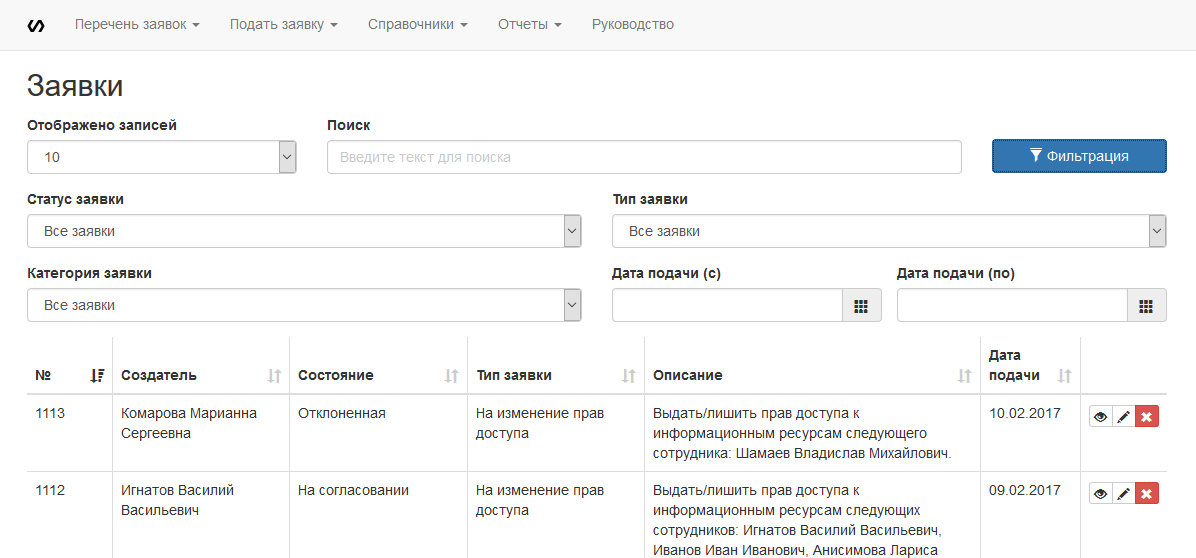 Перечень заявок Подать заявку Справочники Отчеты Руководство
Заявки
Отображено записей Поиск
10 Введите текст для поиска Фильтрация
Статус заявки Тип заявки
Все заявки Все заявки
Категория заявки Дата подачи (с) Дата подачи (по)
Все заявки
№ Создатель Состояние Тип заявки Описание Дата
подачи
1113 Комарова Марианна Отклоненная На изменение прав Выдать/лишить прав доступа к 10.02.2017
Сергеевна доступа информационным ресурсам следующего
сотрудника: Шамаев Владислав Михайлович.
1112 Игнатов Василий На согласовании На изменение прав Выдать/лишить прав доступа к 09.02.2017
Васильевич доступа информационным ресурсам следующих
сотрудников: Игнатов Василий Васильевич,
Иванов Иван Иванович, Анисимова Лариса